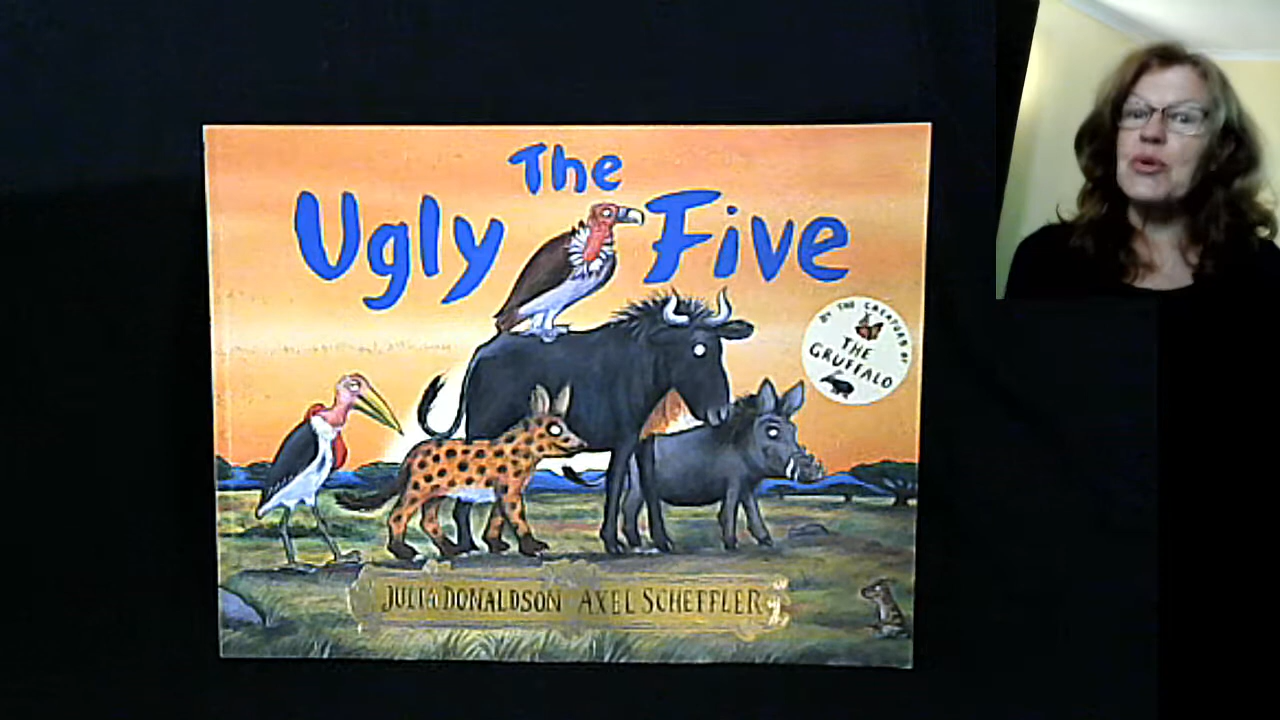 The
Ugly Five
BY THE CREATORS OF
THE
GRUFFALO
JULIA DONALDSON AXEL SCHEFFLER